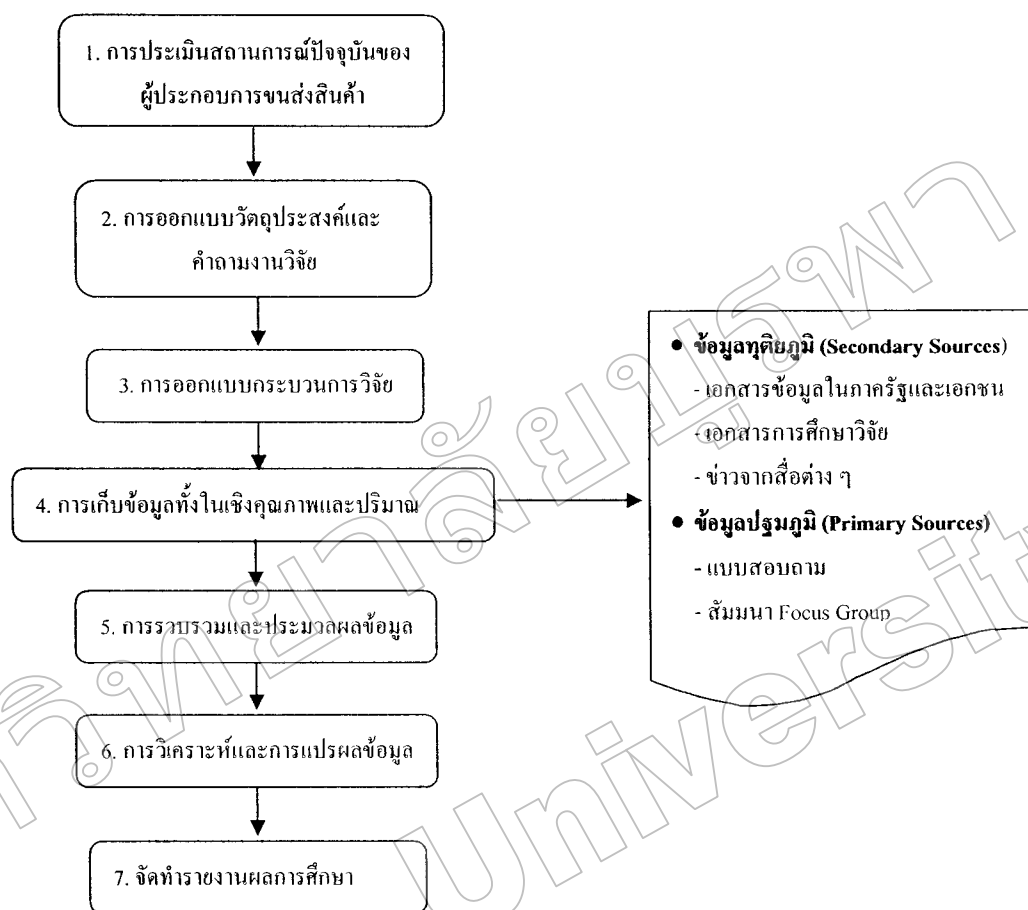 1. การประเมินสถานการณ์ปัจจุบันของ
ผู้ประกอบการขนส่งสินค้า
2. การออกแบบวัตถุประสงค์และ
คำถามงานวิจัย
3. การออกแบบกระบวนการวิจัย
4. การเก็บข้อมูลทั้งในเชิงคุณภาพและปริมาณ
● ข้อมูลทุติยภูมิ (Secondary Sources)
- เอกสารข้อมูลในภาครัฐและเอกชน
- เอกสารการศึกษาวิจัย
- ข่าวจากสื่อต่าง ๆ
● ข้อมูลปฐมภูมิ (Primary Sources)
- แบบสอบถาม
- สัมมนา Focus Group
5. การรวบรวมและประมวลผลข้อมูล
6. การวิเคราะห์และการแปรผลข้อมูล
7. จัดทำรายงานผลการศึกษา
วิทยาลัยบูรพา